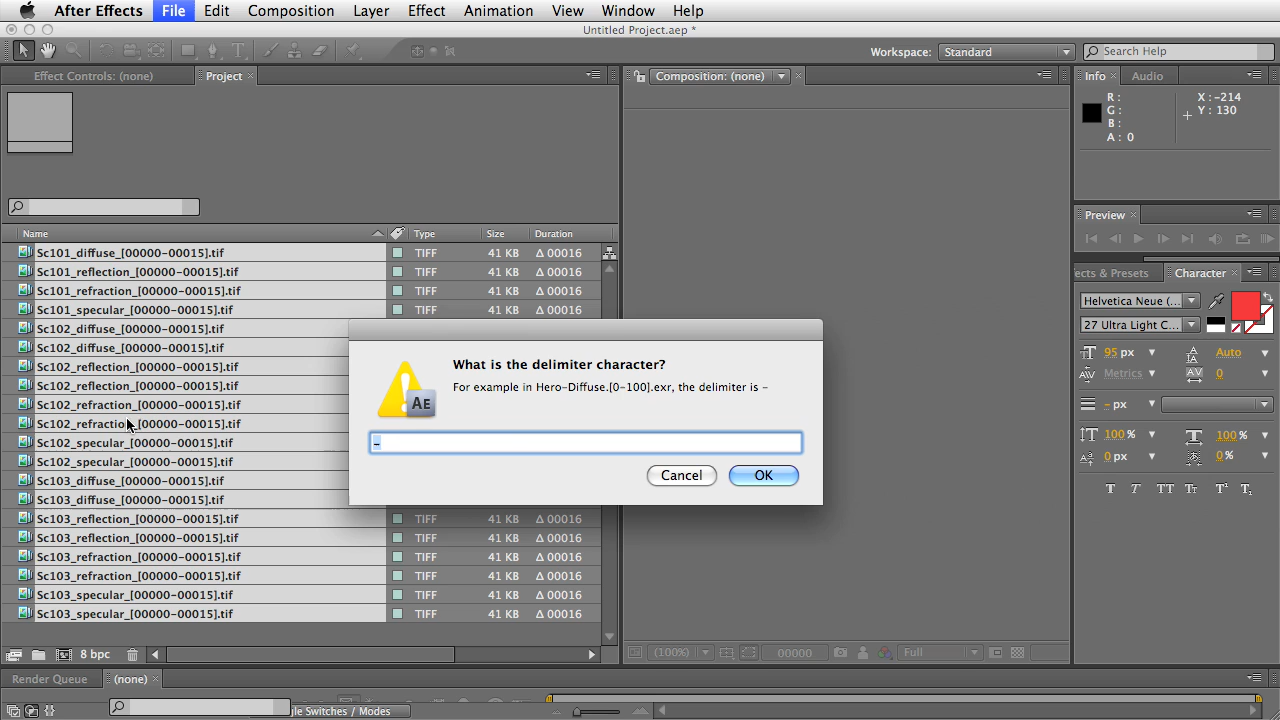 After Effects File Edit Composition Layer Effect Animation View Window Help
Untitled Project.aep *
Workspace: Standard Search Help
Effect Controls: (none) Project
Composition: (none)
Info Audio
R :
G :
B :
A : 0
X : -214
Y : 130
Preview
Name Type Size Duration
Sc101_diffuse_[00000-00015].tif TIFF 41 KB Δ 00016
Sc101_reflection_[00000-00015].tif TIFF 41 KB Δ 00016
Sc101_refraction_[00000-00015].tif TIFF 41 KB Δ 00016
Sc101_specular_[00000-00015].tif TIFF 41 KB Δ 00016
Sc102_diffuse_[00000-00015].tif
Sc102_diffuse_[00000-00015].tif
Sc102_reflection_[00000-00015].tif
Sc102_reflection_[00000-00015].tif
Sc102_refraction_[00000-00015].tif
Sc102_refraction_[00000-00015].tif
Sc102_specular_[00000-00015].tif
Sc102_specular_[00000-00015].tif
Sc103_diffuse_[00000-00015].tif
Sc103_diffuse_[00000-00015].tif
Sc103_reflection_[00000-00015].tif TIFF 41 KB Δ 00016
Sc103_reflection_[00000-00015].tif TIFF 41 KB Δ 00016
Sc103_refraction_[00000-00015].tif TIFF 41 KB Δ 00016
Sc103_refraction_[00000-00015].tif TIFF 41 KB Δ 00016
Sc103_specular_[00000-00015].tif TIFF 41 KB Δ 00016
Sc103_specular_[00000-00015].tif TIFF 41 KB Δ 00016
What is the delimiter character?
For example in Hero-Diffuse.[0-100].exr, the delimiter is -
AE
_
Cancel OK
ects & Presets Character
Helvetica Neue (...
27 Ultra Light C...
95 px Auto
Metrics 0
- px
100 % 100 %
0 px 0 %
T T TT Tr T¹ T₁
8 bpc
(100%) 00000 Full
Render Queue (none)
gle Switches / Modes